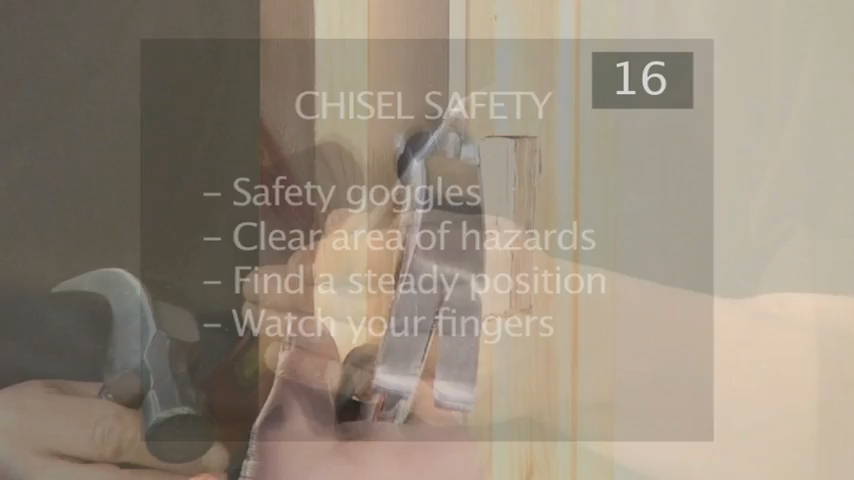 16
CHISEL SAFETY
– Safety goggles
– Clear area of hazards
– Find a steady position
– Watch your fingers